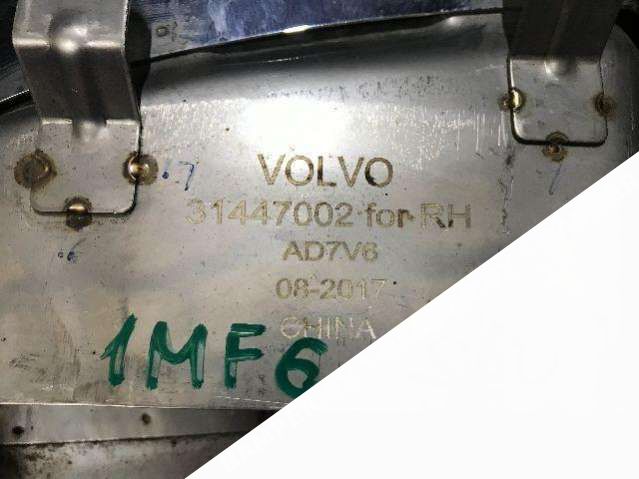 VOLVO
31447002 for RH
AD7V6
08-2017
CHINA
1MF6